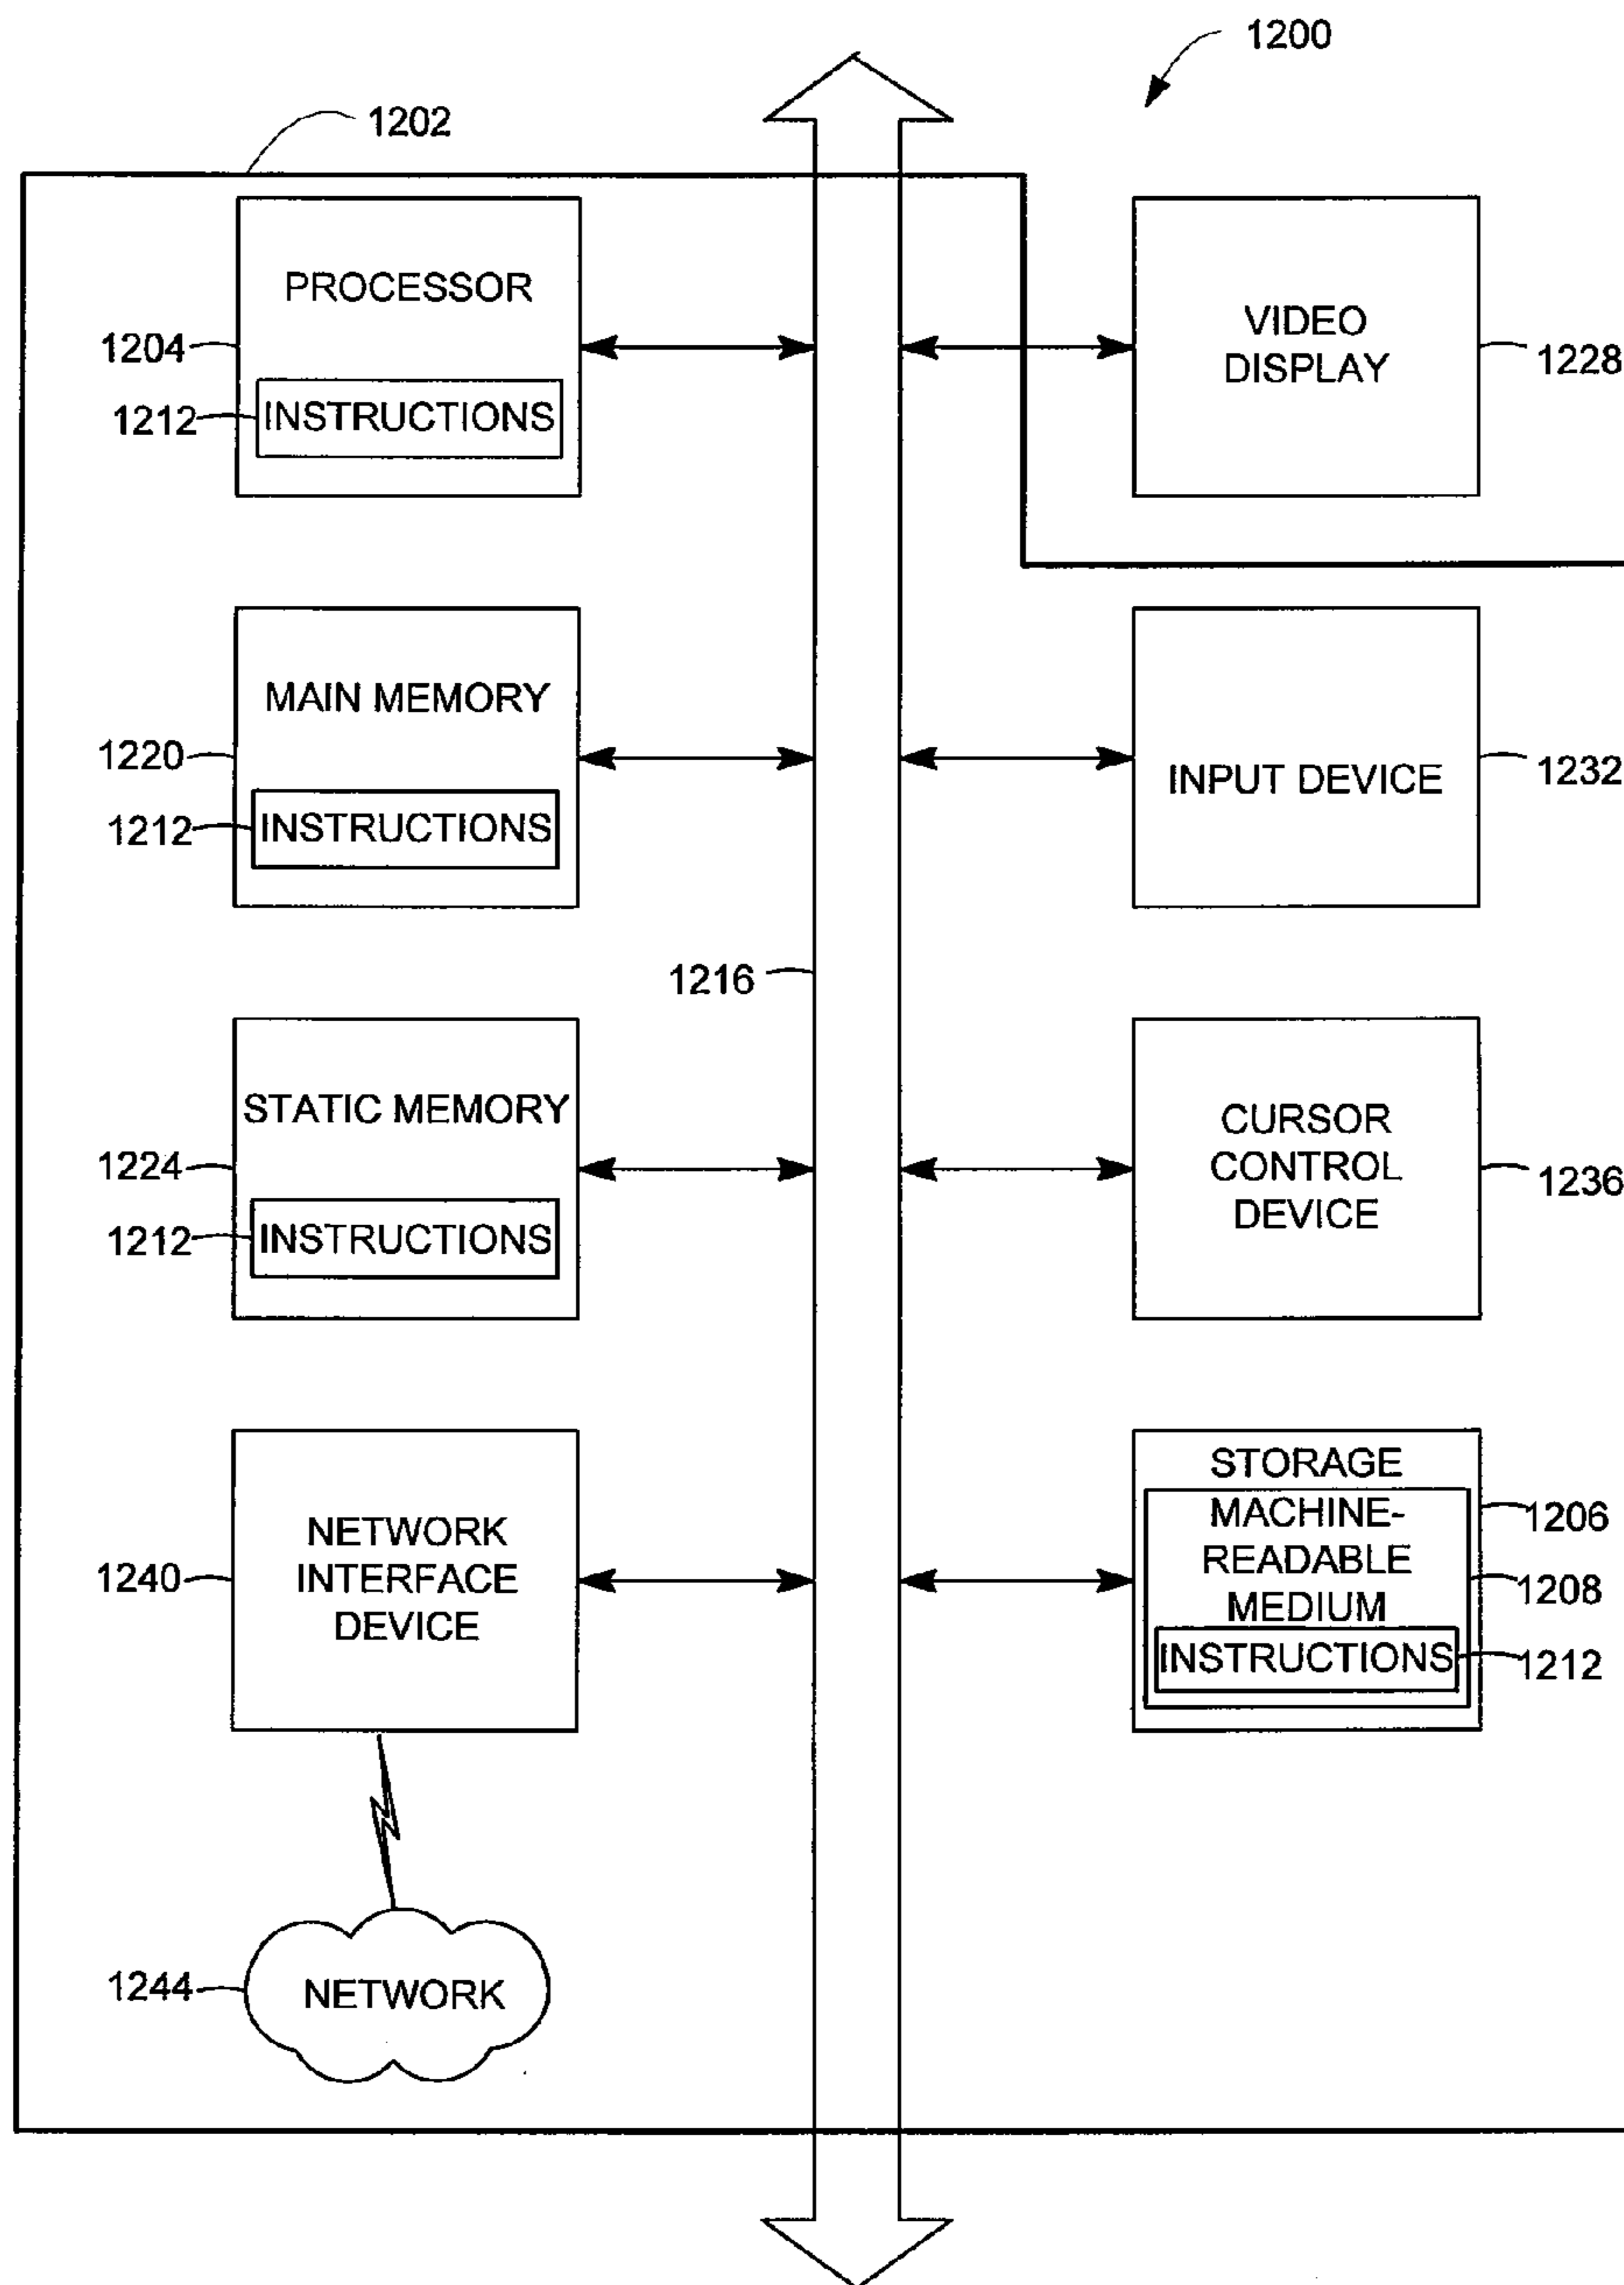 1200
1202
PROCESSOR
1204
1212
INSTRUCTIONS
VIDEO
DISPLAY
1228
MAIN MEMORY
1220
1212
INSTRUCTIONS
INPUT DEVICE
1232
1216
STATIC MEMORY
1224
1212
INSTRUCTIONS
CURSOR
CONTROL
DEVICE
1236
NETWORK
INTERFACE
DEVICE
1240
STORAGE
1206
MACHINE-
READABLE
MEDIUM
1208
INSTRUCTIONS
1212
1244
NETWORK